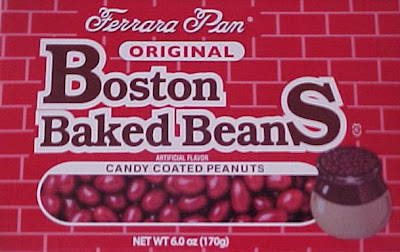 Ferrara Pan®
ORIGINAL
Boston
Baked BeanS®
ARTIFICIAL FLAVOR
CANDY COATED PEANUTS
NET WT 6.0 oz (170g)